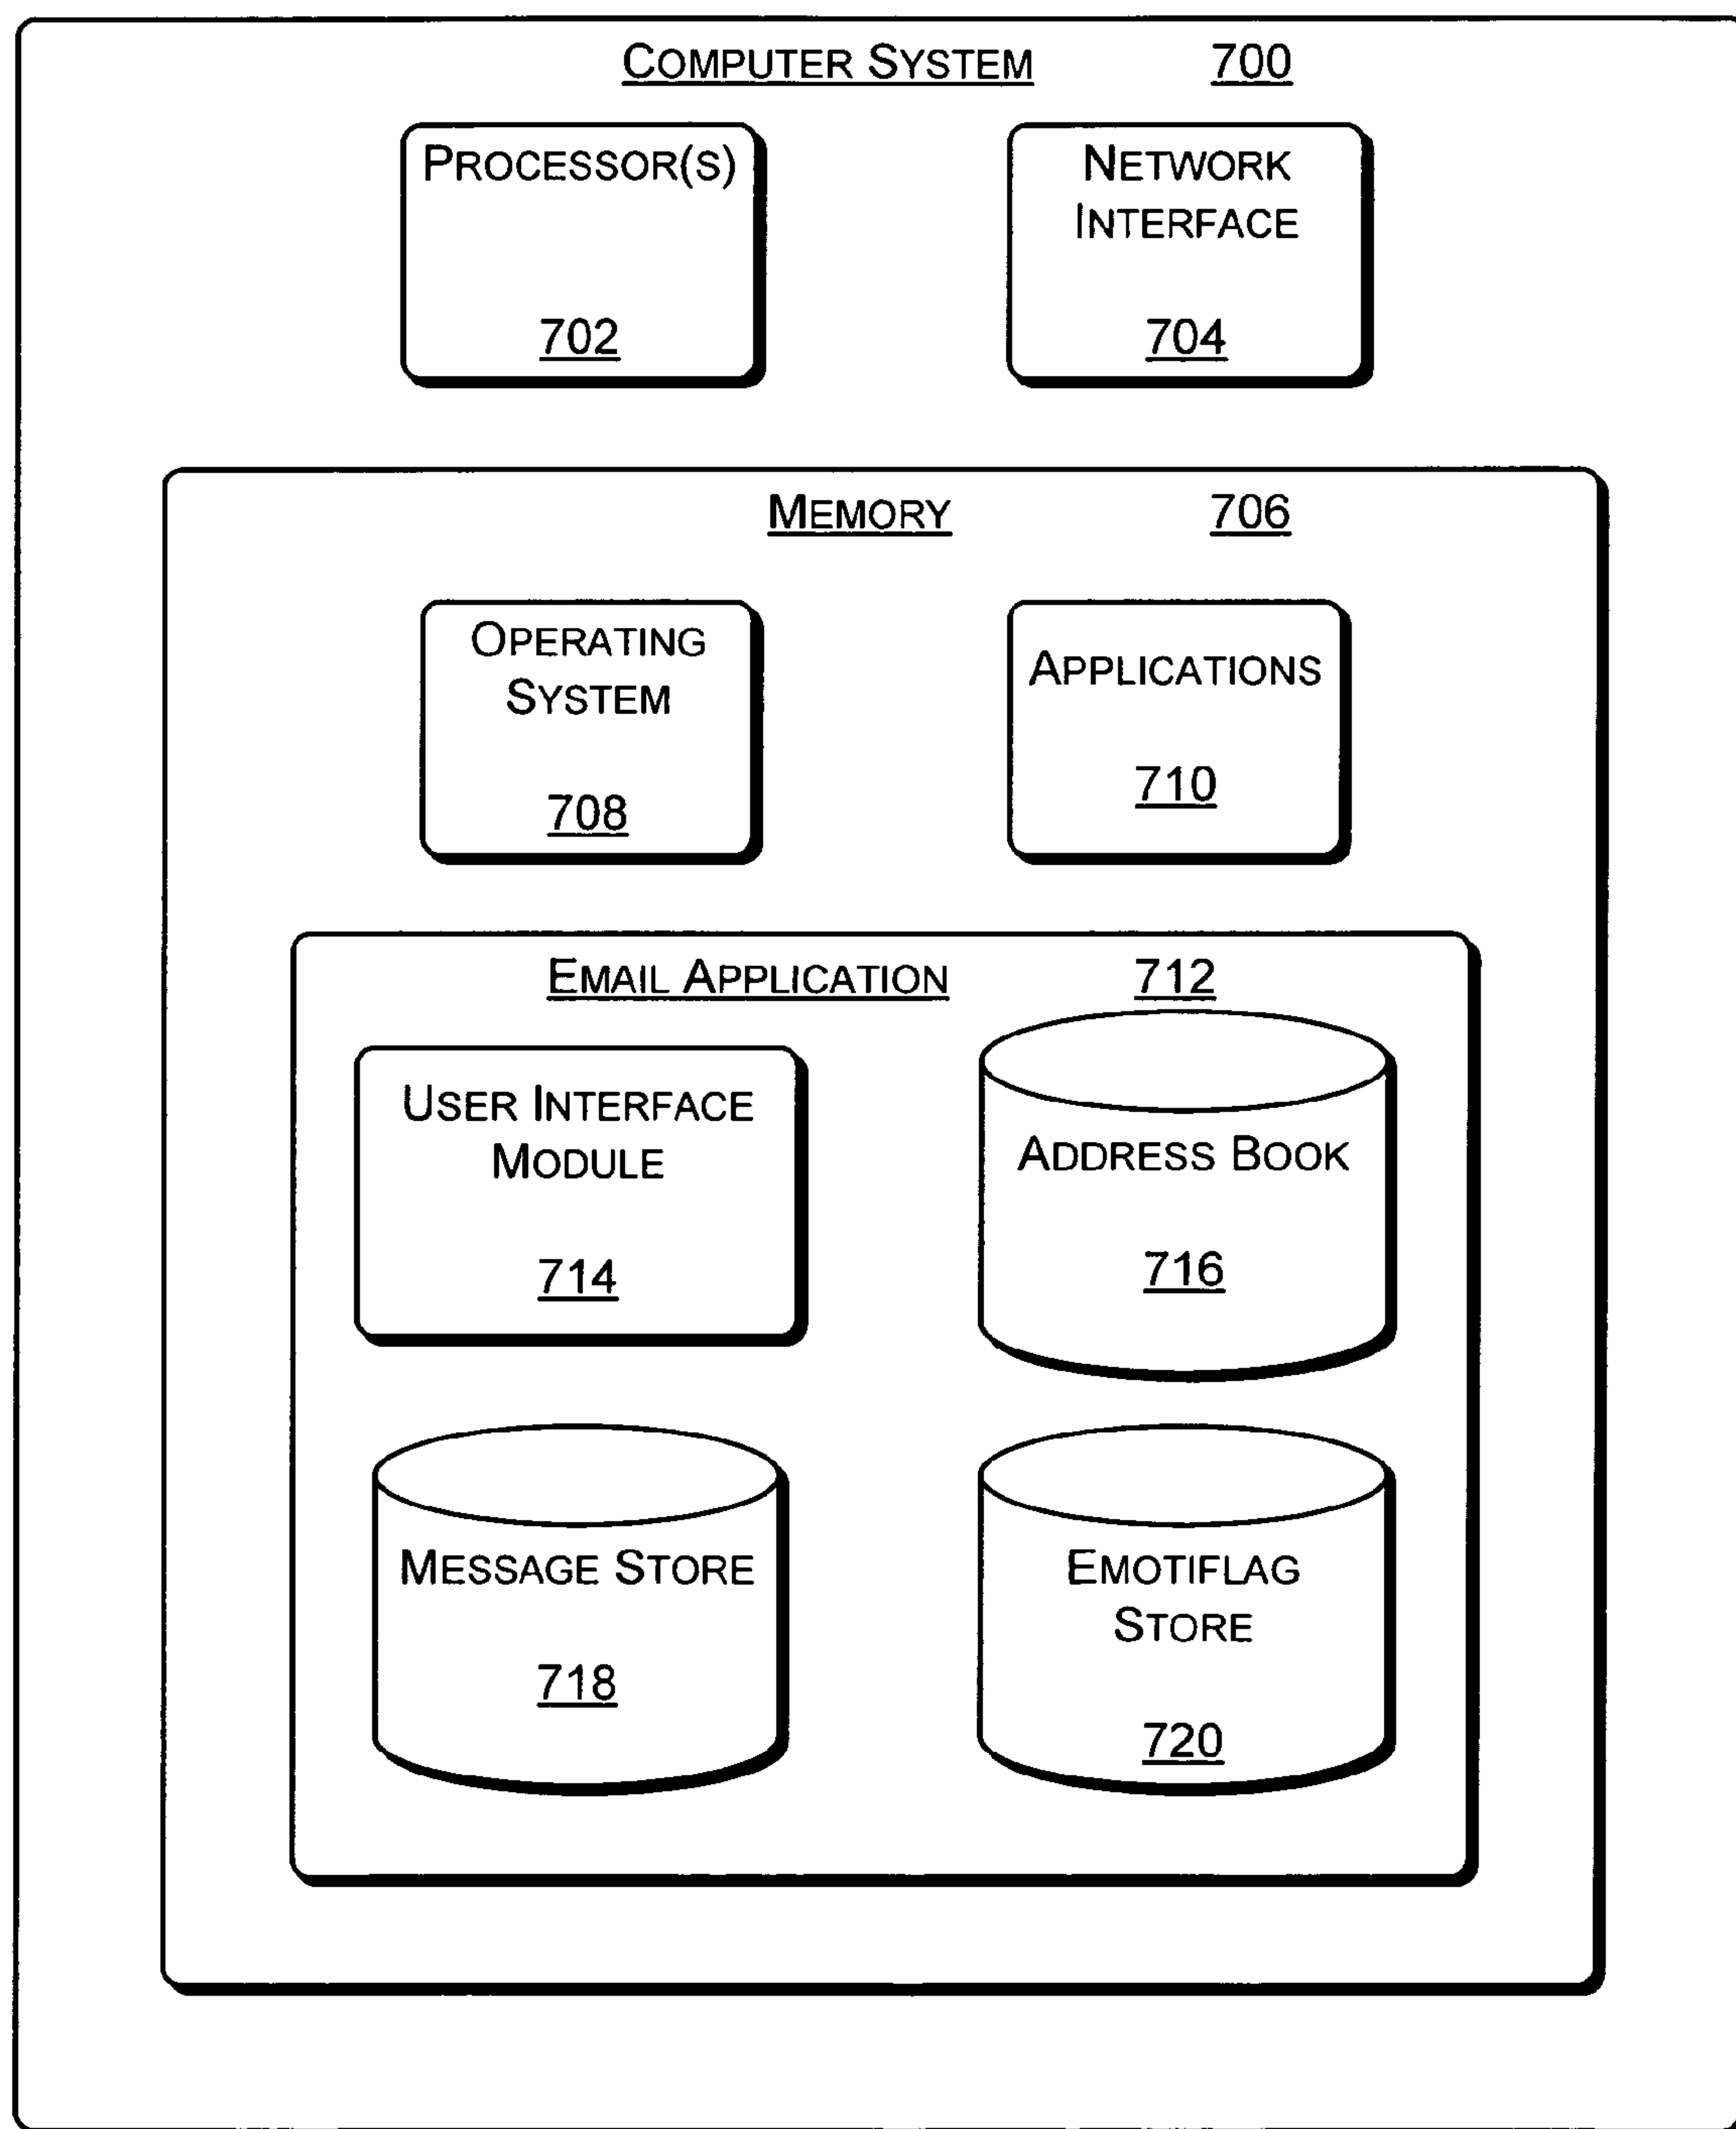 COMPUTER SYSTEM 700
PROCESSOR(S)
702
NETWORK
INTERFACE
704
MEMORY 706
OPERATING
SYSTEM
708
APPLICATIONS
710
EMAIL APPLICATION 712
USER INTERFACE
MODULE
714
ADDRESS BOOK
716
MESSAGE STORE
718
EMOTIFLAG
STORE
720